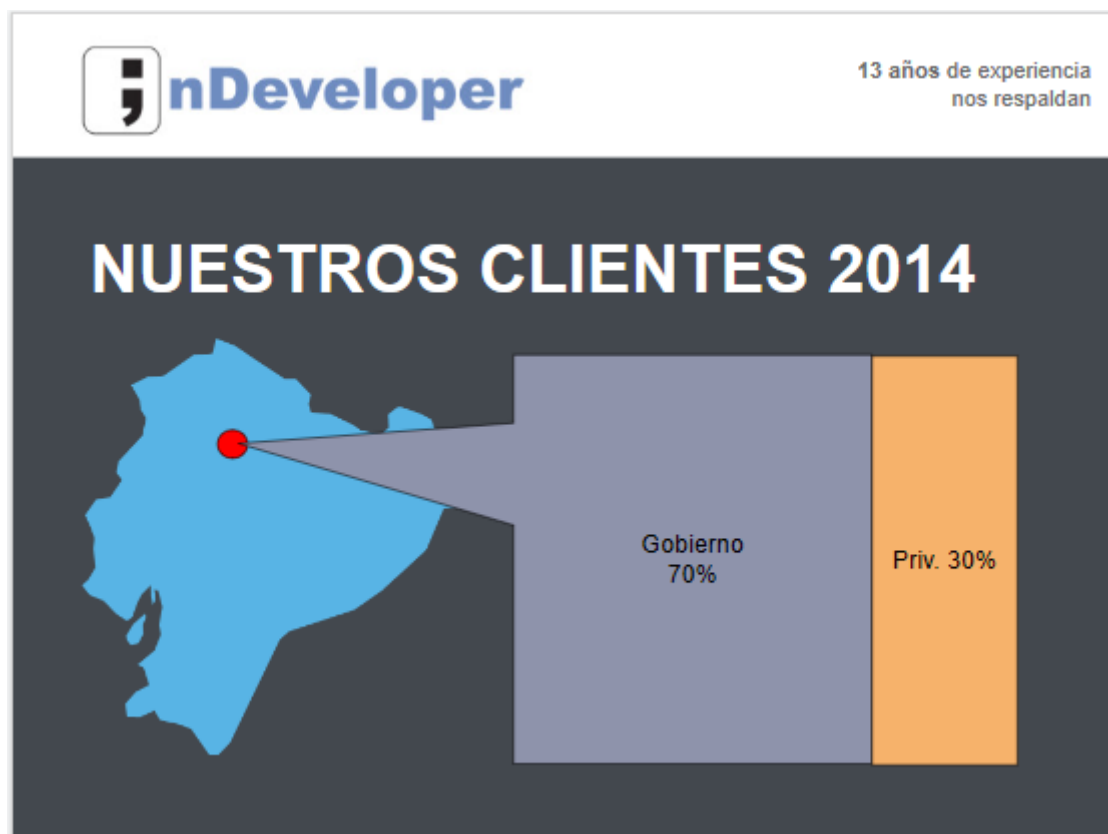 ;nDeveloper
13 años de experiencia
nos respaldan
NUESTROS CLIENTES 2014
Gobierno
70%
Priv. 30%